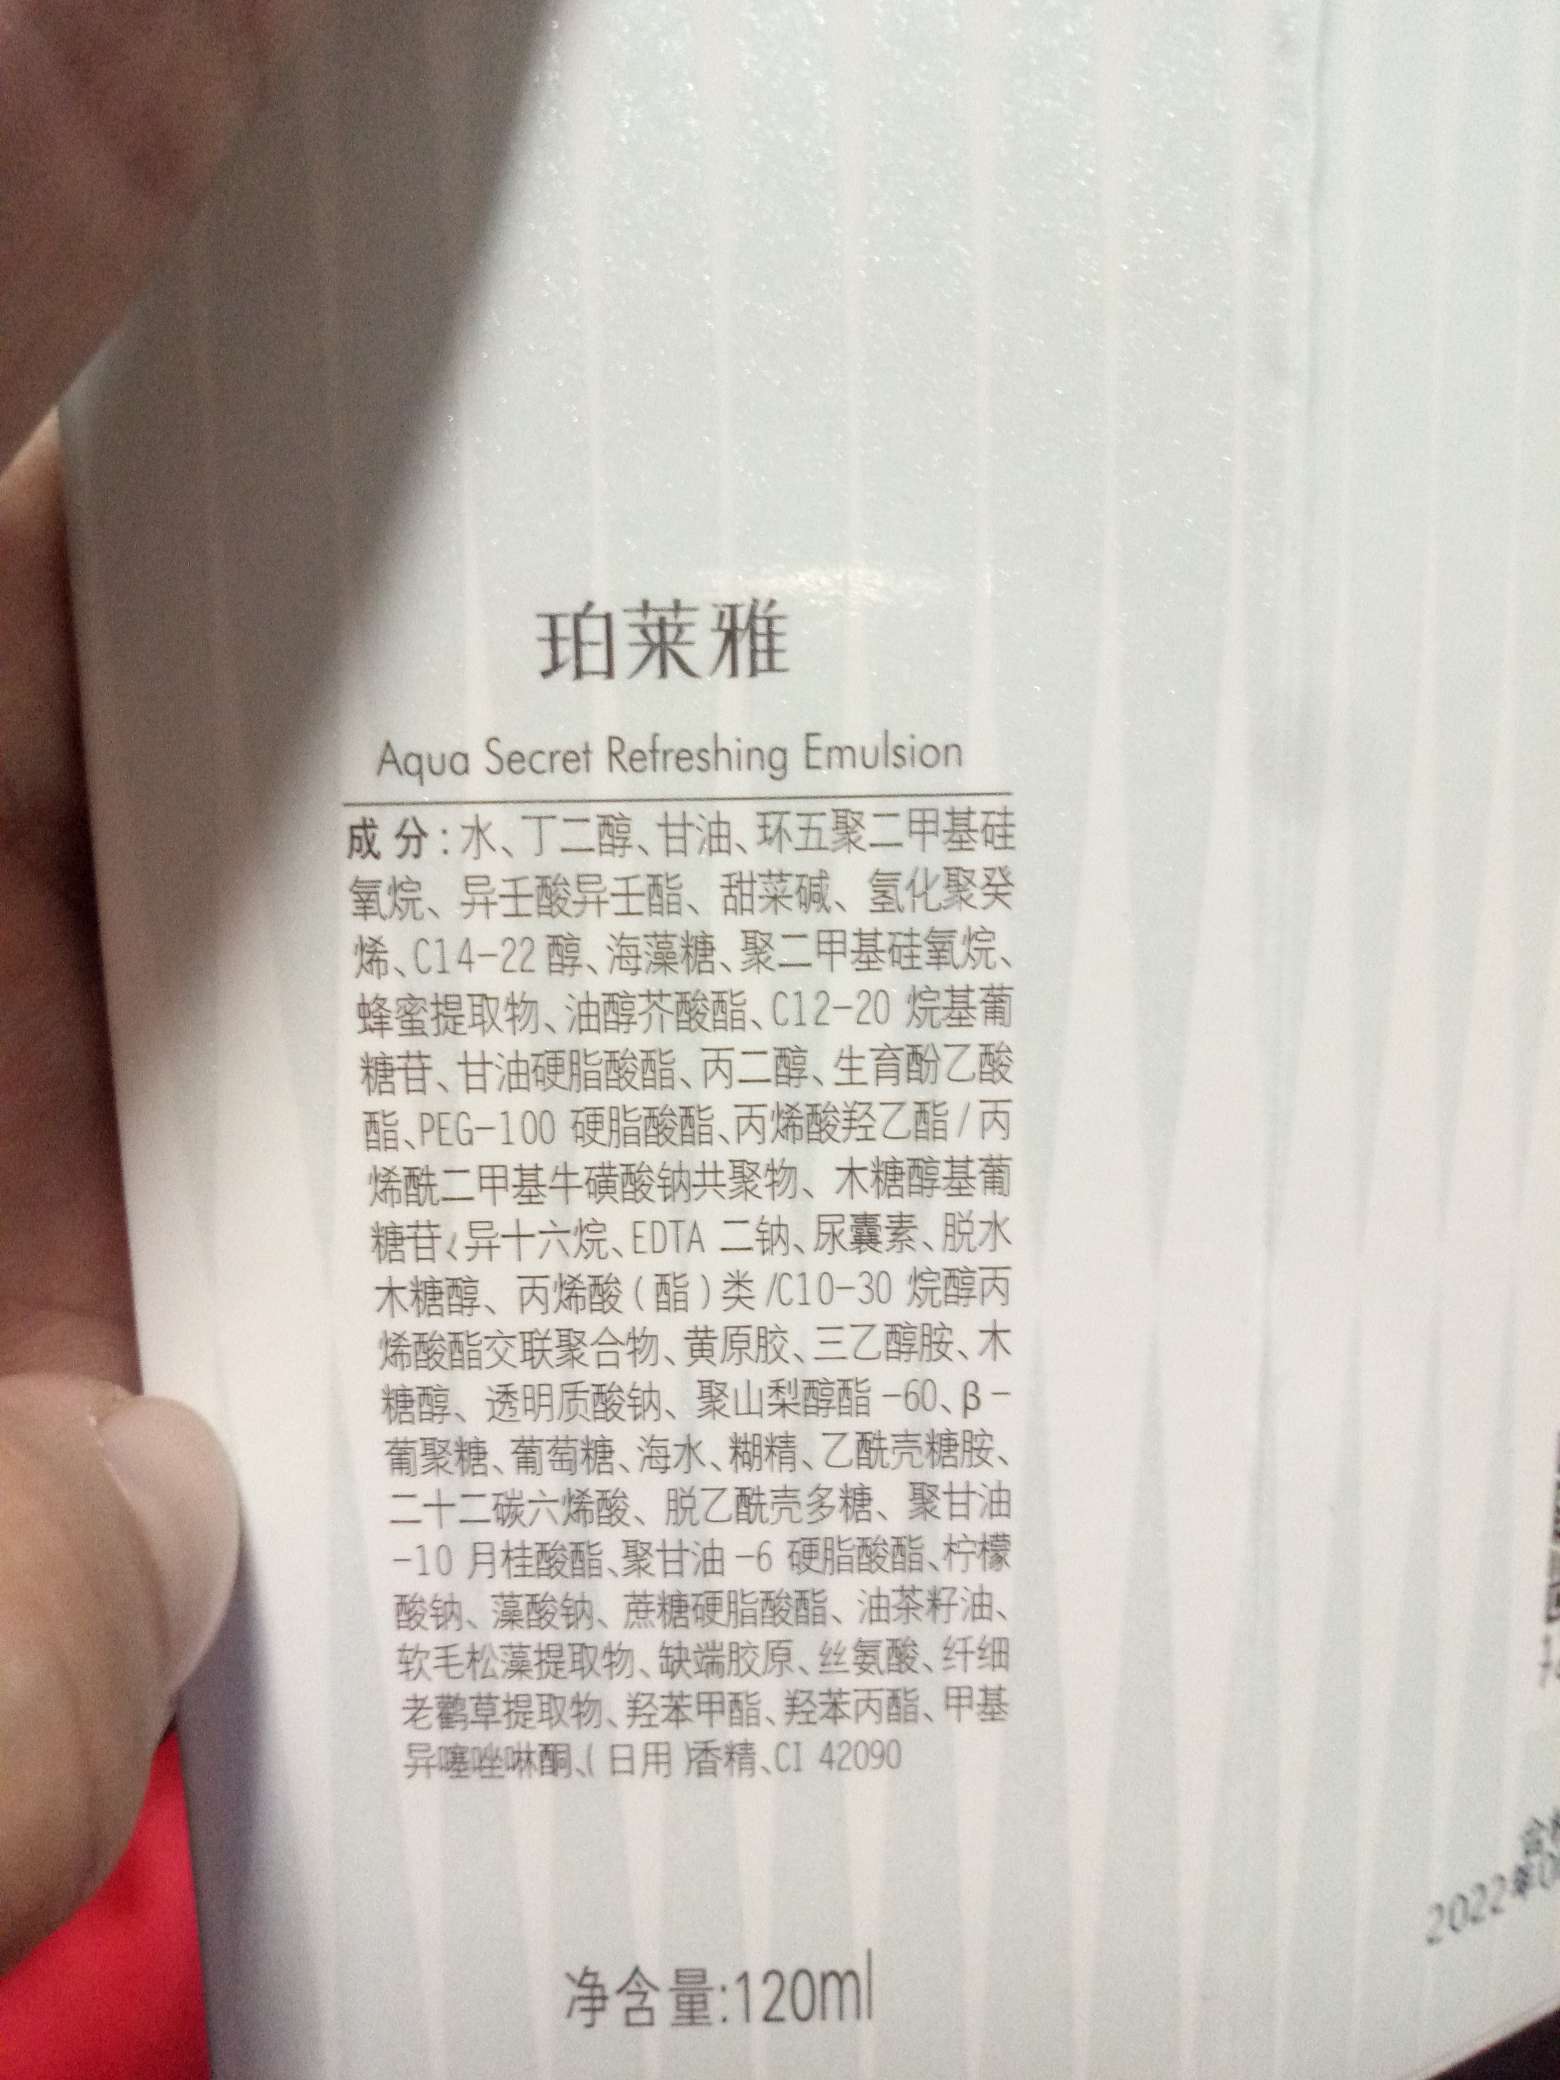 珀莱雅
Aqua Secret Refreshing Emulsion
成分:水、丁二醇、甘油、环五聚二甲基硅
氧烷、异壬酸异壬酯、甜菜碱、氢化聚癸
烯、C14-22醇、海藻糖、聚二甲基硅氧烷、
蜂蜜提取物、油醇芥酸酯、C12-20 烷基葡
糖苷、甘油硬脂酸酯、丙二醇、生育酚乙酸
酯、PEG-100 硬脂酸酯、丙烯酸羟乙酯/丙
烯酰二甲基牛磺酸钠共聚物、木糖醇基葡
糖苷、异十六烷、EDTA 二钠、尿囊素、脱水
木糖醇、丙烯酸(酯)类/C10-30 烷醇丙
烯酸酯交联聚合物、黄原胶、三乙醇胺、木
糖醇、透明质酸钠、聚山梨醇酯-60、β-
葡聚糖、葡萄糖、海水、糊精、乙酰壳糖胺、
二十二碳六烯酸、脱乙酰壳多糖、聚甘油
-10 月桂酸酯、聚甘油-6 硬脂酸酯、柠檬
酸钠、藻酸钠、蔗糖硬脂酸酯、油茶籽油、
软毛松藻提取物、缺端胶原、丝氨酸、纤细
老鹳草提取物、羟苯甲酯、羟苯丙酯、甲基
异噻唑啉酮、(日用)香精、CI 42090
净含量:120ml
2022年